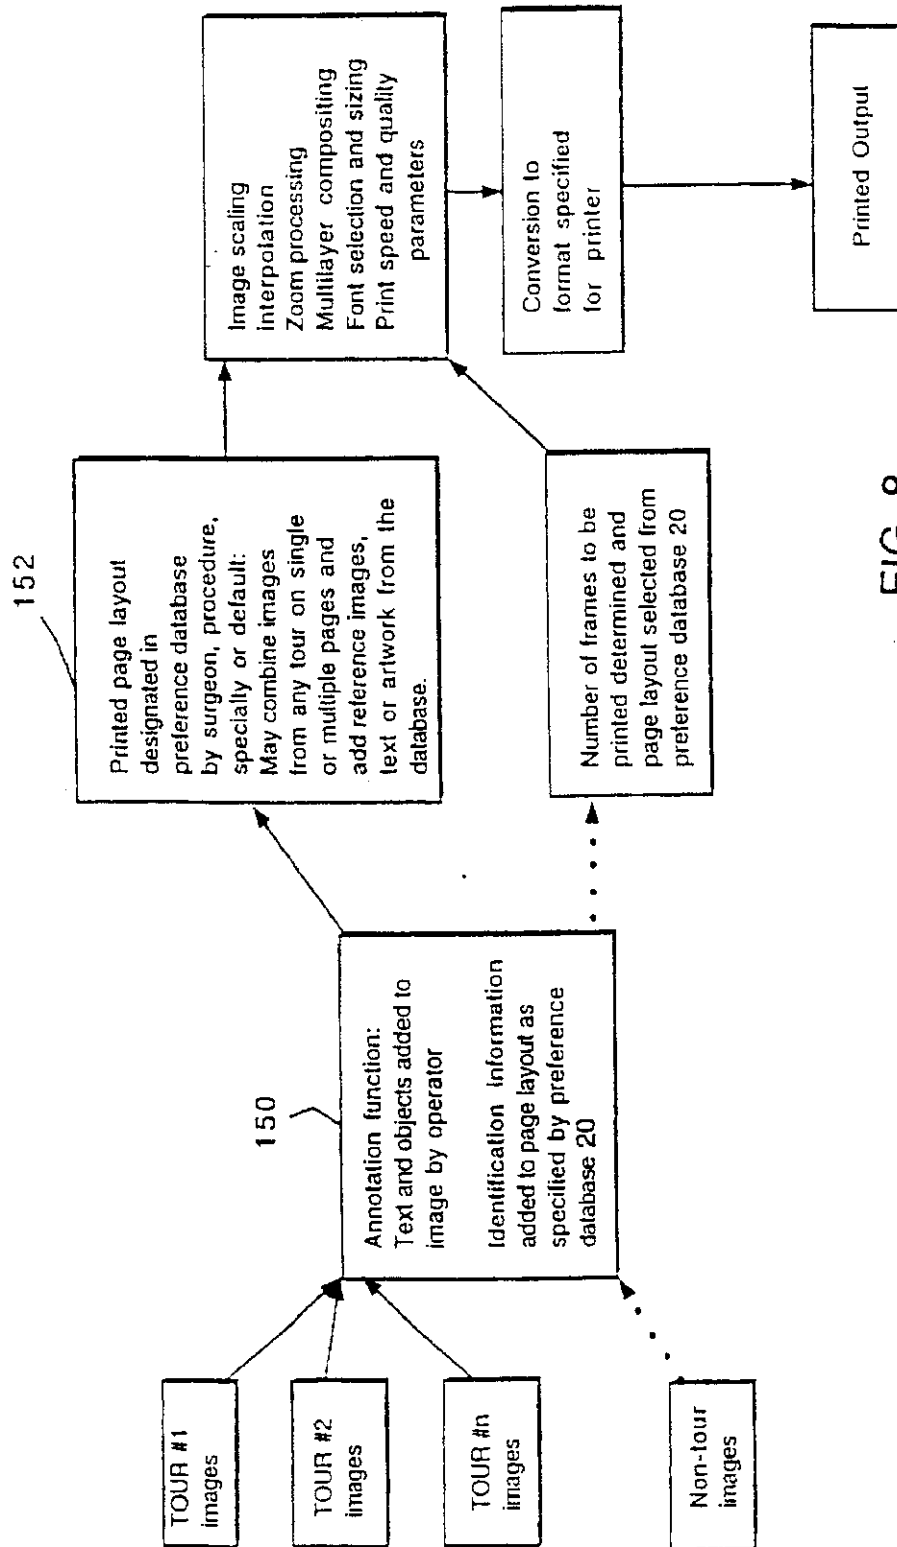 TOUR #1
images
TOUR #2
images
TOUR #n
images
Non-tour
images
150
Annotation function:
Text and objects added to
image by operator
Identification Information
added to page layout as
specified by preference
database 20
152
Printed page layout
designated in
preference database
by surgeon, procedure,
specially or default:
May combine images
from any tour on single
or multiple pages and
add reference images,
text or artwork from the
database.
Number of frames to be
printed determined and
page layout selected from
preference database 20
Image scaling
interpolation
Zoom processing
Multilayer compositing
Font selection and sizing
Print speed and quality
parameters
Conversion to
format specified
for printer
Printed Output
FIG. 8